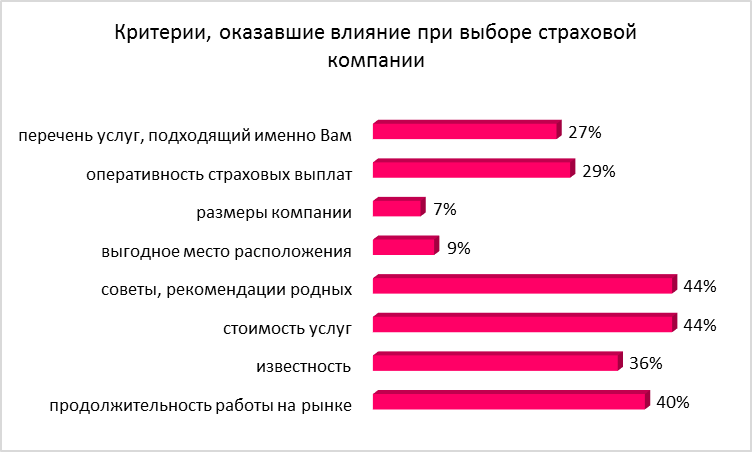 Критерии, оказавшие влияние при выборе страховой
компании
перечень услуг, подходящий именно Вам 27%
оперативность страховых выплат 29%
размеры компании 7%
выгодное место расположения 9%
советы, рекомендации родных 44%
стоимость услуг 44%
известность 36%
продолжительность работы на рынке 40%